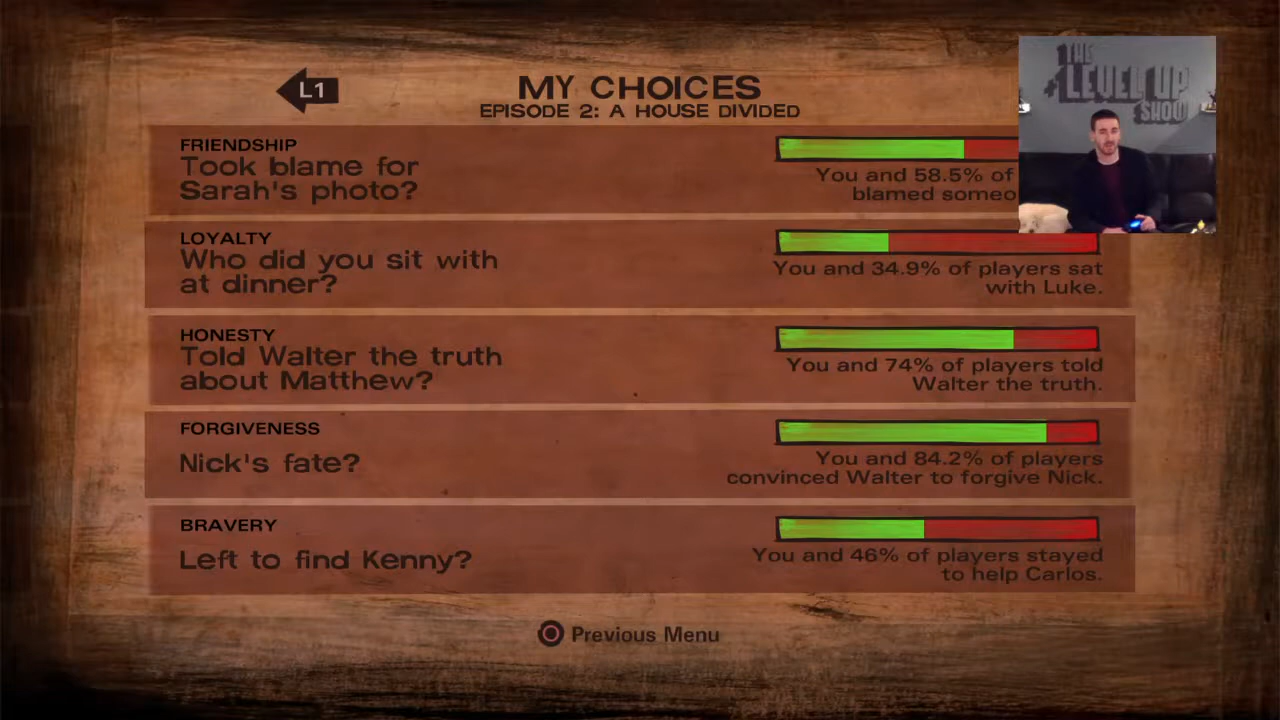 L1
MY CHOICES
EPISODE 2: A HOUSE DIVIDED
THE
#LEVEL UP
SHOW
FRIENDSHIP
Took blame for
Sarah's photo?
You and 58.5% of
blamed
LOYALTY
Who did you sit with
at dinner?
You and 34.9% of players sat
with Luke.
HONESTY
Told Walter the truth
about Matthew?
You and 74% of players told
Walter the truth.
FORGIVENESS
Nick's fate?
You and 84.2% of players
convinced Walter to forgive Nick.
BRAVERY
Left to find Kenny?
You and 46% of players stayed
to help Carlos.
Previous Menu